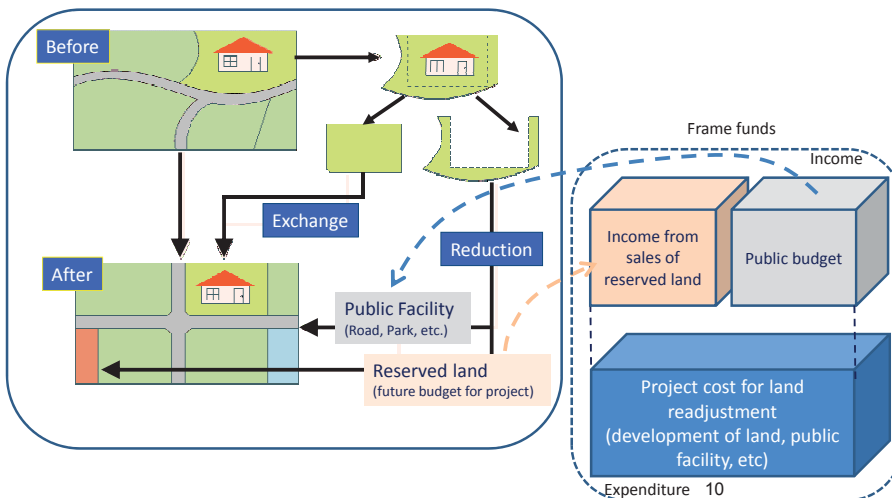 Before
Exchange
Reduction
After
Public Facility
(Road, Park, etc.)
Reserved land
(future budget for project)
Frame funds
Income
Income from
sales of
reserved land
Public budget
Project cost for land
readjustment
(development of land, public
facility, etc)
Expenditure
10